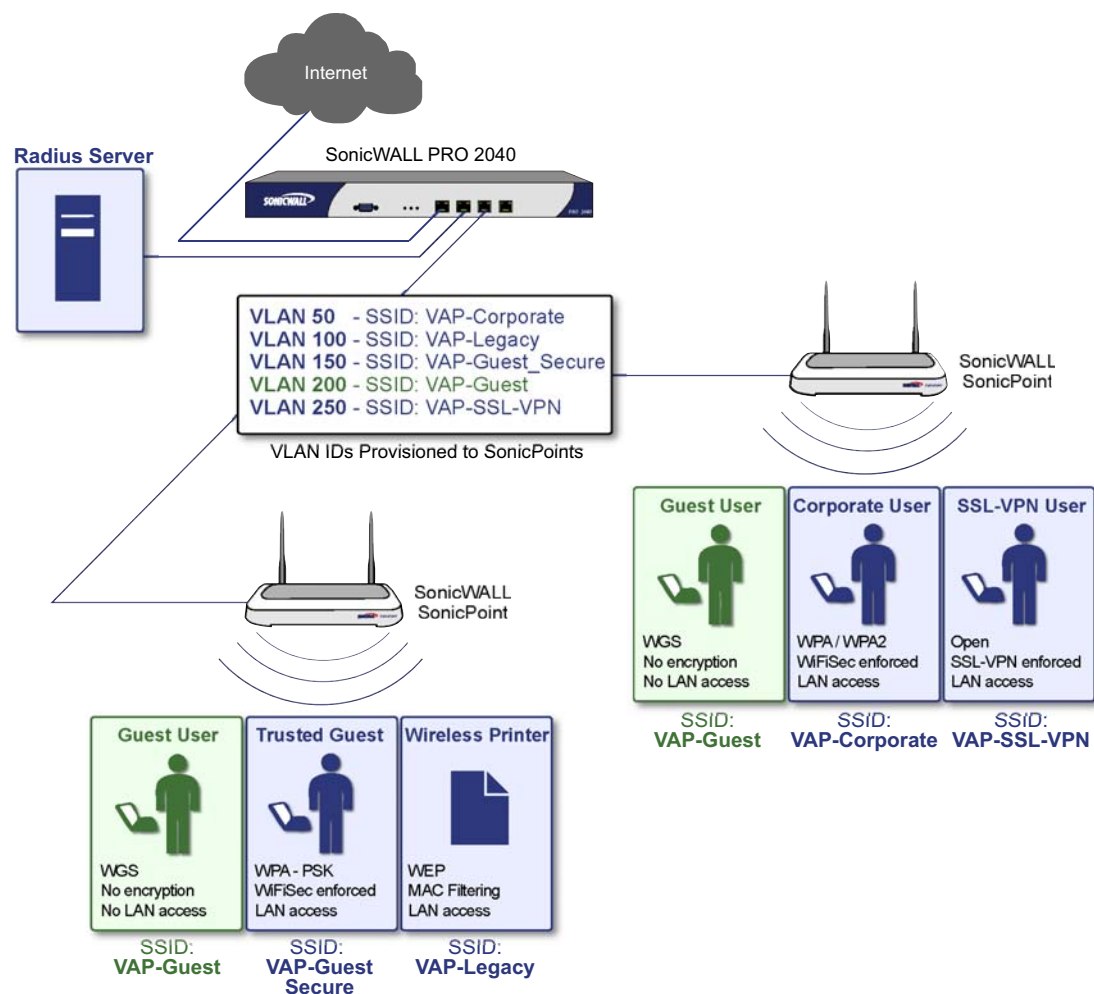 Internet
Radius Server
SonicWALL PRO 2040
SONICWALL
PRO 2040
VLAN 50 - SSID: VAP-Corporate
VLAN 100 - SSID: VAP-Legacy
VLAN 150 - SSID: VAP-Guest_Secure
VLAN 200 - SSID: VAP-Guest
VLAN 250 - SSID: VAP-SSL-VPN
VLAN IDs Provisioned to SonicPoints
SonicWALL
SonicPoint
Guest User
WGS
No encryption
No LAN access
SSID:
VAP-Guest
Corporate User
WPA / WPA2
WiFiSec enforced
LAN access
SSID:
VAP-Corporate
SSL-VPN User
Open
SSL-VPN enforced
LAN access
SSID:
VAP-SSL-VPN
SonicWALL
SonicPoint
Guest User
WGS
No encryption
No LAN access
SSID:
VAP-Guest
Trusted Guest
WPA - PSK
WiFiSec enforced
LAN access
SSID:
VAP-Guest
Secure
Wireless Printer
WEP
MAC Filtering
LAN access
SSID:
VAP-Legacy